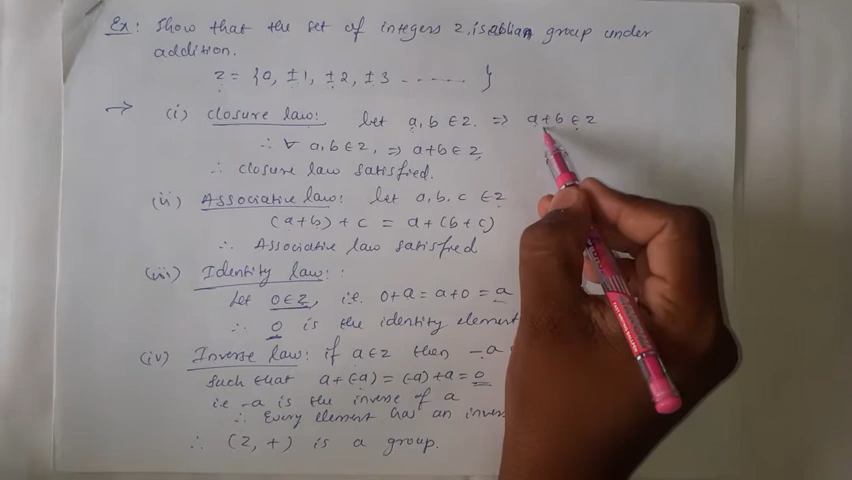 Ex: Show that the set of integers z, is abelian group under
addition.
z = {0, ±1, ±2, ±3 ........ }
→ (i) closure law: let a, b ∈ z. ⇒ a+b ∈ z
∴ ∀ a, b ∈ z, ⇒ a+b ∈ z,
∴ closure law satisfied.
(ii) Associative law: let a, b, c ∈ z
(a+b) + c = a + (b+c)
∴ Associative law satisfied
(iii) Identity law: :
Let 0 ∈ z, i.e. 0+a = a+0 = a
∴ 0 is the identity element
(iv) Inverse law: if a ∈ z then -a
such that a + (-a) = (-a) + a = 0
i.e -a is the inverse of a
∴ Every element has an invers
∴ (z, +) is a group.